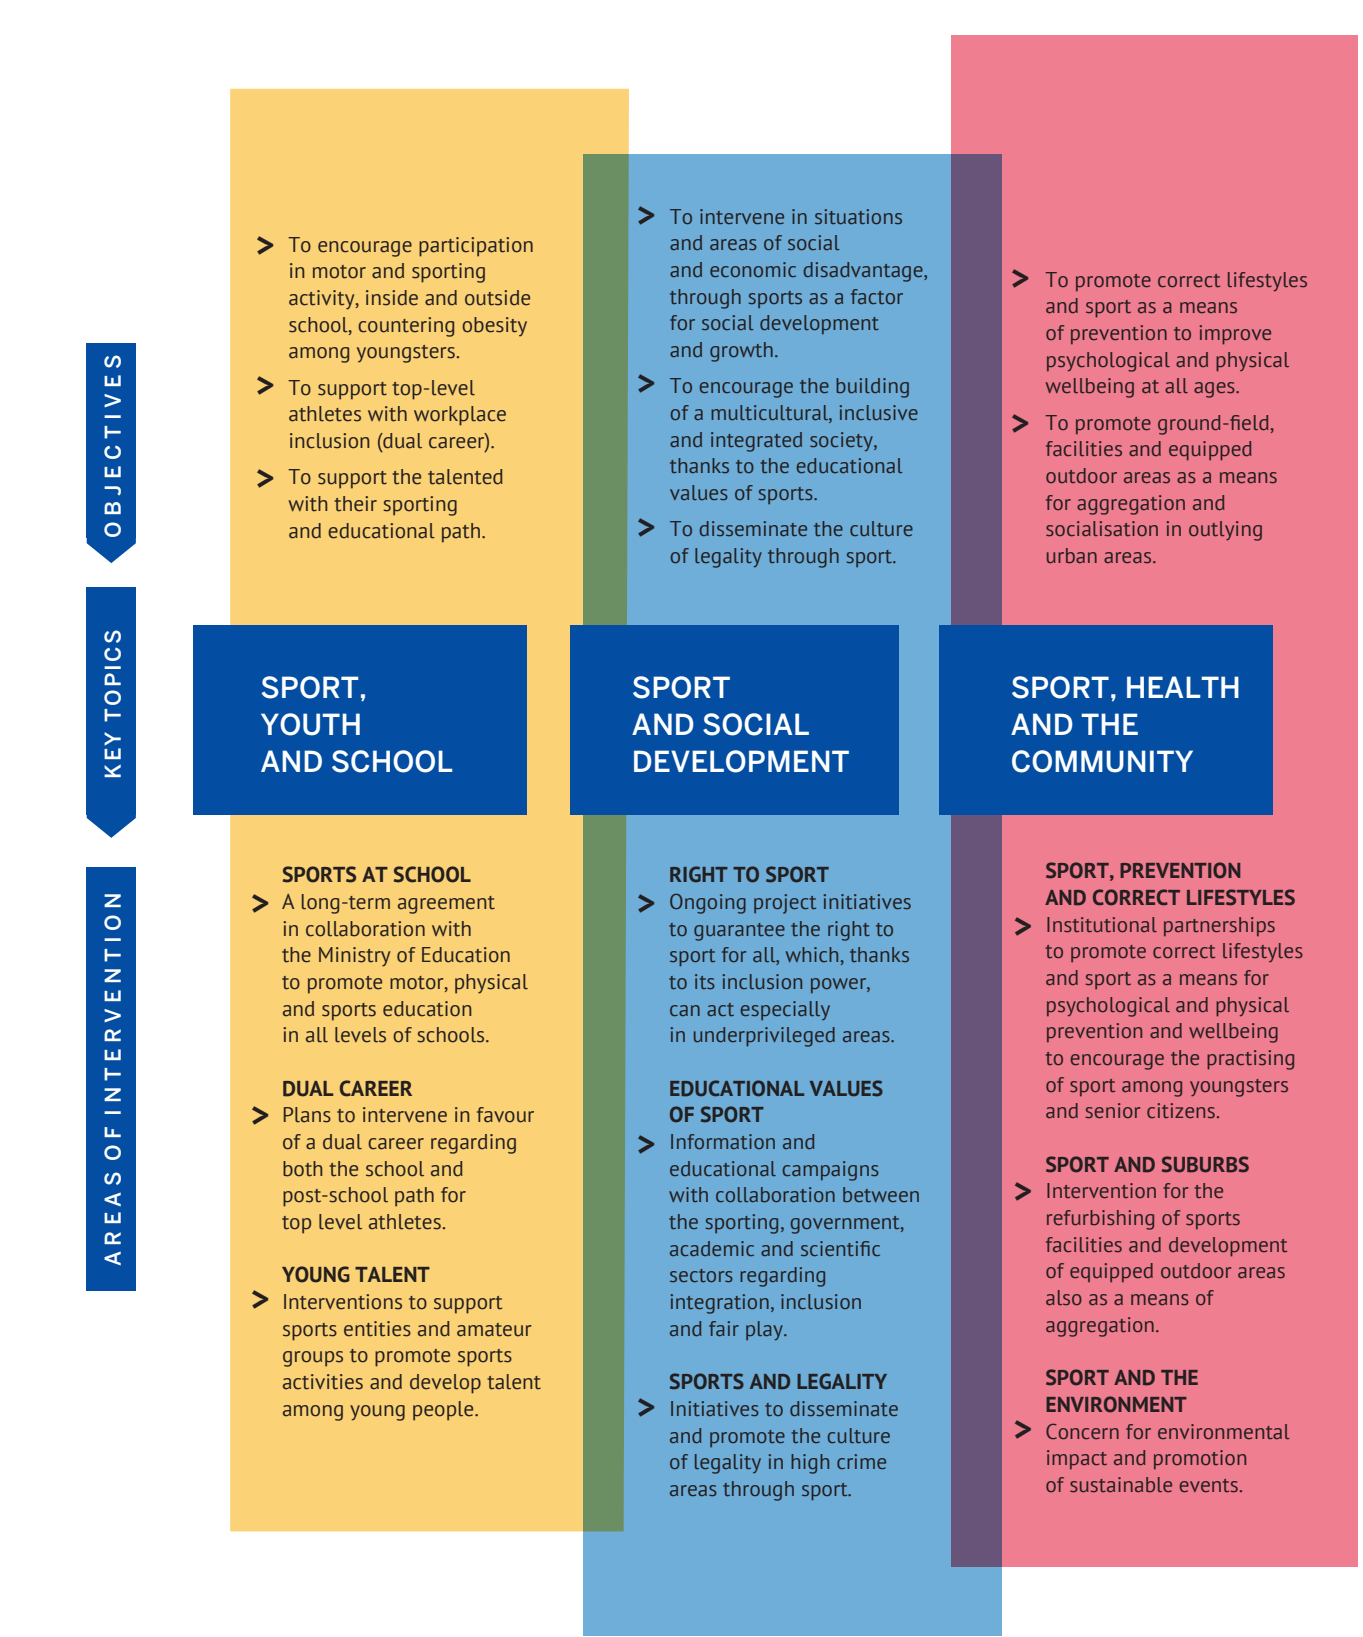 OBJECTIVES
> To encourage participation
in motor and sporting
activity, inside and outside
school, countering obesity
among youngsters.
> To support top-level
athletes with workplace
inclusion (dual career).
> To support the talented
with their sporting
and educational path.
> To intervene in situations
and areas of social
and economic disadvantage,
through sports as a factor
for social development
and growth.
> To encourage the building
of a multicultural, inclusive
and integrated society,
thanks to the educational
values of sports.
> To disseminate the culture
of legality through sport.
> To promote correct lifestyles
and sport as a means
of prevention to improve
psychological and physical
wellbeing at all ages.
> To promote ground-field,
facilities and equipped
outdoor areas as a means
for aggregation and
socialisation in outlying
urban areas.
KEY TOPICS
SPORT,
YOUTH
AND SCHOOL
SPORT
AND SOCIAL
DEVELOPMENT
SPORT, HEALTH
AND THE
COMMUNITY
AREAS OF INTERVENTION
SPORTS AT SCHOOL
> A long-term agreement
in collaboration with
the Ministry of Education
to promote motor, physical
and sports education
in all levels of schools.
DUAL CAREER
> Plans to intervene in favour
of a dual career regarding
both the school and
post-school path for
top level athletes.
YOUNG TALENT
> Interventions to support
sports entities and amateur
groups to promote sports
activities and develop talent
among young people.
RIGHT TO SPORT
> Ongoing project initiatives
to guarantee the right to
sport for all, which, thanks
to its inclusion power,
can act especially
in underprivileged areas.
EDUCATIONAL VALUES
OF SPORT
> Information and
educational campaigns
with collaboration between
the sporting, government,
academic and scientific
sectors regarding
integration, inclusion
and fair play.
SPORTS AND LEGALITY
> Initiatives to disseminate
and promote the culture
of legality in high crime
areas through sport.
SPORT, PREVENTION
AND CORRECT LIFESTYLES
> Institutional partnerships
to promote correct lifestyles
and sport as a means for
psychological and physical
prevention and wellbeing
to encourage the practising
of sport among youngsters
and senior citizens.
SPORT AND SUBURBS
> Intervention for the
refurbishing of sports
facilities and development
of equipped outdoor areas
also as a means of
aggregation.
SPORT AND THE
ENVIRONMENT
> Concern for environmental
impact and promotion
of sustainable events.